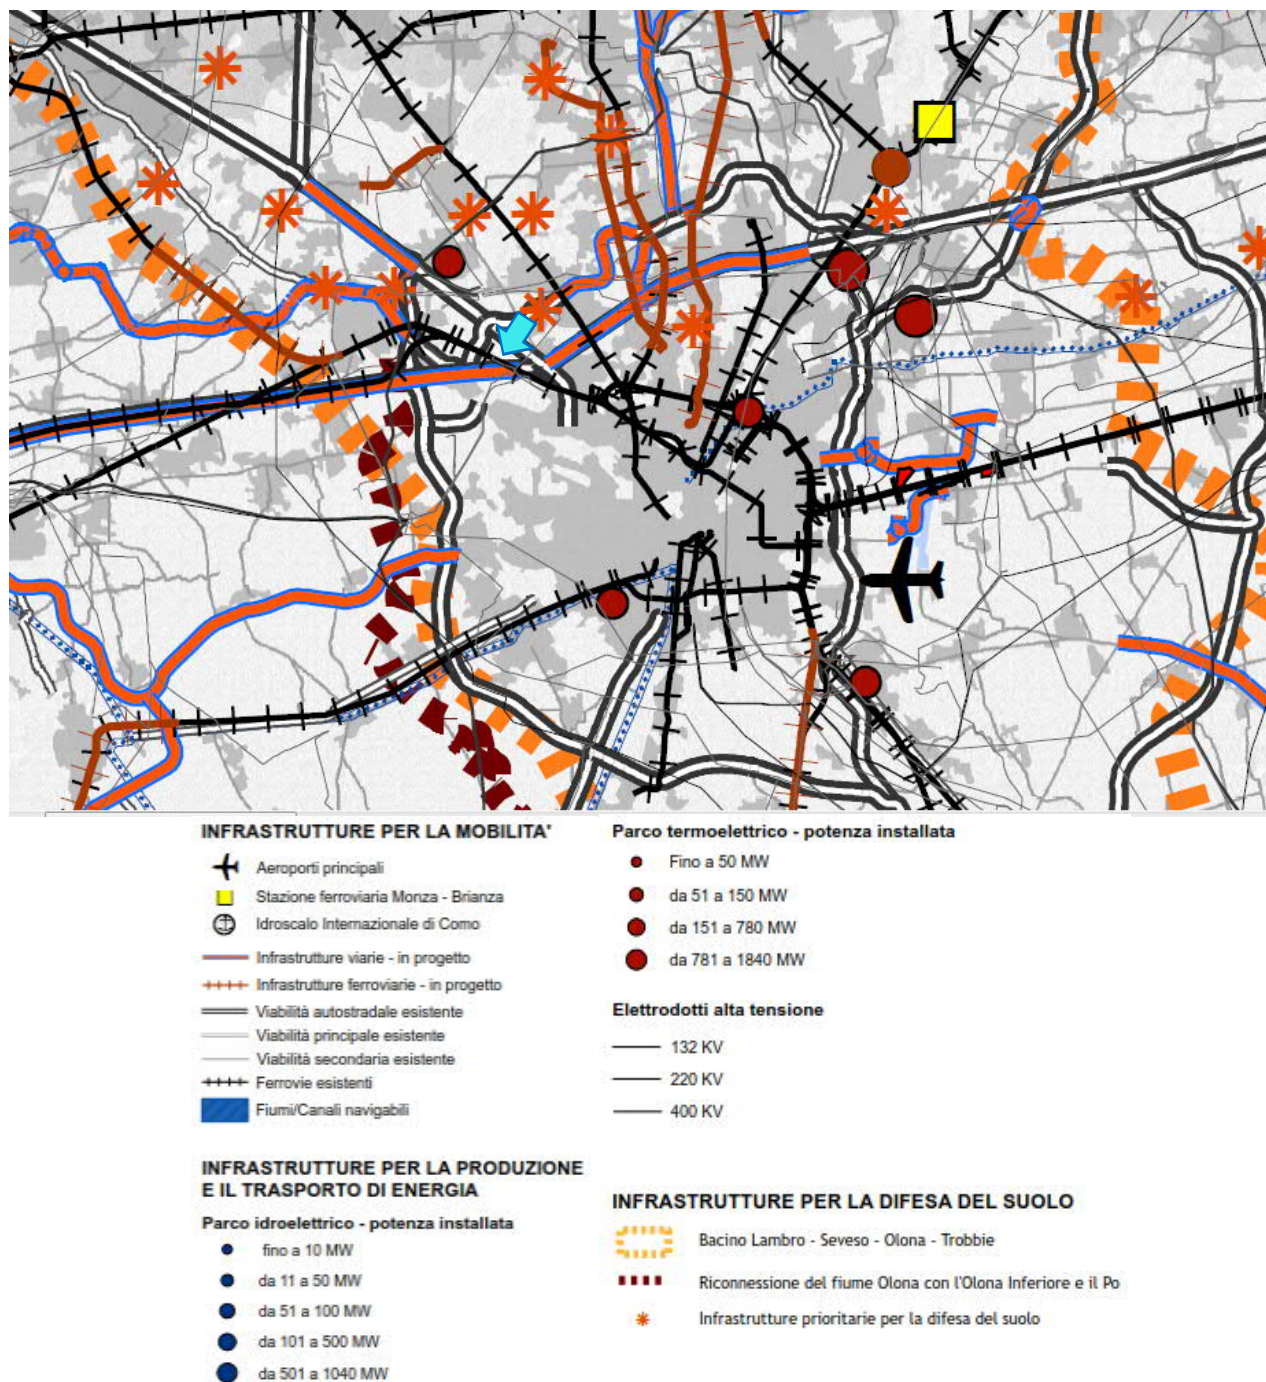 INFRASTRUTTURE PER LA MOBILITA'
Aeroporti principali
Stazione ferroviaria Monza - Brianza
Idroscalo Internazionale di Como
Infrastrutture viarie - in progetto
Infrastrutture ferroviarie - in progetto
Viabilità autostradale esistente
Viabilità principale esistente
Viabilità secondaria esistente
Ferrovie esistenti
Fiumi/Canali navigabili
INFRASTRUTTURE PER LA PRODUZIONE
E IL TRASPORTO DI ENERGIA
Parco idroelettrico - potenza installata
fino a 10 MW
da 11 a 50 MW
da 51 a 100 MW
da 101 a 500 MW
da 501 a 1040 MW
Parco termoelettrico - potenza installata
Fino a 50 MW
da 51 a 150 MW
da 151 a 780 MW
da 781 a 1840 MW
Elettrodotti alta tensione
132 KV
220 KV
400 KV
INFRASTRUTTURE PER LA DIFESA DEL SUOLO
Bacino Lambro - Seveso - Olona - Trobbie
Riconnessione del fiume Olona con l'Olona Inferiore e il Po
Infrastrutture prioritarie per la difesa del suolo